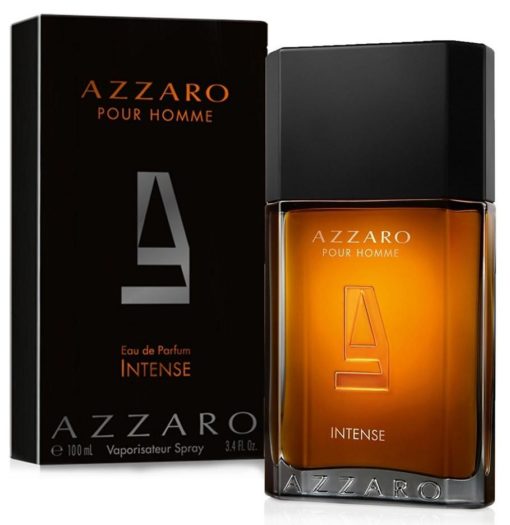 AZZARO
POUR HOMME
Eau de Parfum
INTENSE
AZZARO
e 100 mL Vaporisateur Spray 3.4 Fl. Oz.
AZZARO
POUR HOMME
INTENSE
AZZARO